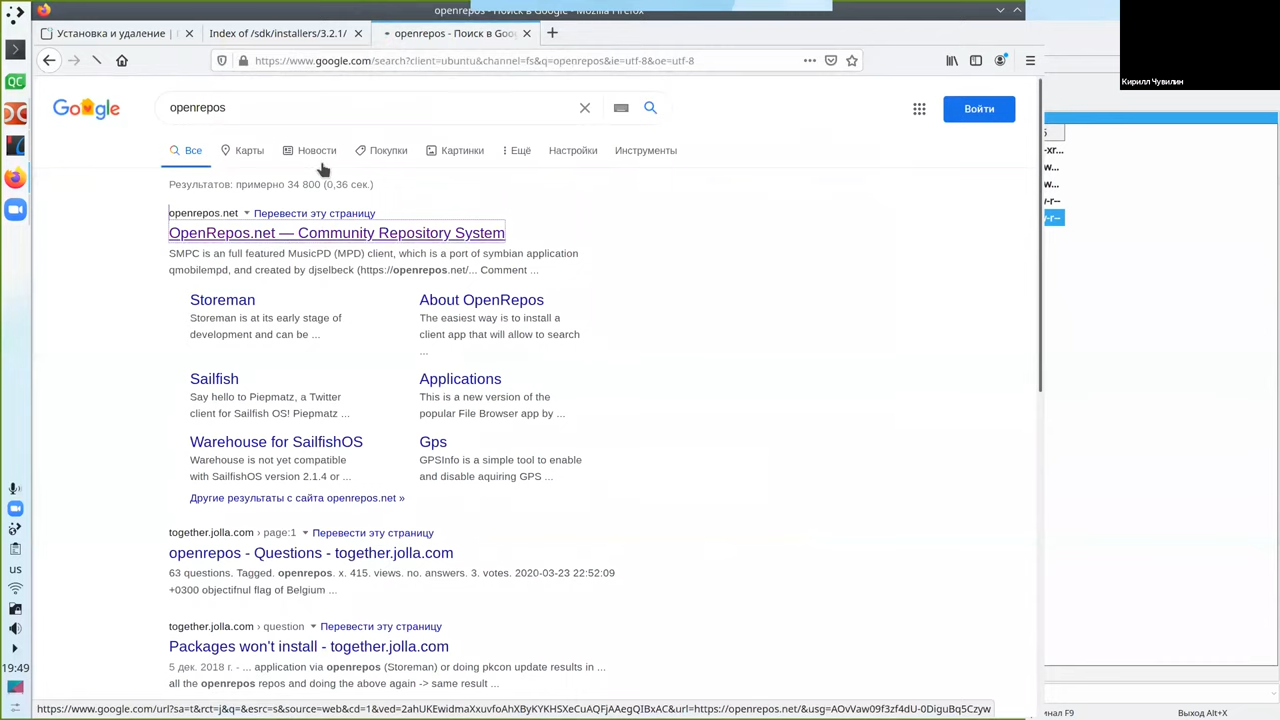 openrepos - Поиск в Google - Mozilla Firefox
Установка и удаление |
Index of /sdk/installers/3.2.1/
openrepos - Поиск в Goo
https://www.google.com/search?client=ubuntu&channel=fs&q=openrepos&ie=utf-8&oe=utf-8
Кирилл Чувилин
Google
openrepos
Войти
Все
Карты
Новости
Покупки
Картинки
Ещё
Настройки
Инструменты
Результатов: примерно 34 800 (0,36 сек.)
openrepos.net Перевести эту страницу
OpenRepos.net — Community Repository System
SMPC is an full featured MusicPD (MPD) client, which is a port of symbian application
qmobilempd, and created by djselbeck (https://openrepos.net/... Comment ...
Storeman
Storeman is at its early stage of
development and can be ...
About OpenRepos
The easiest way is to install a
client app that will allow to search
...
Sailfish
Say hello to Piepmatz, a Twitter
client for Sailfish OS! Piepmatz ...
Applications
This is a new version of the
popular File Browser app by ...
Warehouse for SailfishOS
Warehouse is not yet compatible
with SailfishOS version 2.1.4 or ...
Gps
GPSInfo is a simple tool to enable
and disable aquiring GPS ...
Другие результаты с сайта openrepos.net »
together.jolla.com › page:1 Перевести эту страницу
openrepos - Questions - together.jolla.com
63 questions. Tagged. openrepos. x. 415. views. no. answers. 3. votes. 2020-03-23 22:52:09
+0300 objectifnul flag of Belgium ...
together.jolla.com › question Перевести эту страницу
Packages won't install - together.jolla.com
5 дек. 2018 г. - ... application via openrepos (Storeman) or doing pkcon update results in ...
all the openrepos repos and doing the above again -> same result ...
https://www.google.com/url?sa=t&rct=j&q=&esrc=s&source=web&cd=1&ved=2ahUKEwidmaXxuvfoAhXByKYKHSXeCuAQFjAAegQIBxAC&url=https://openrepos.net/&usg=AOvVaw09f3zf4dU-0DiguBq5Czyw
QC
us
19:49
-xr...
w...
w...
-r--
-r--
инал F9
Выход Alt+X